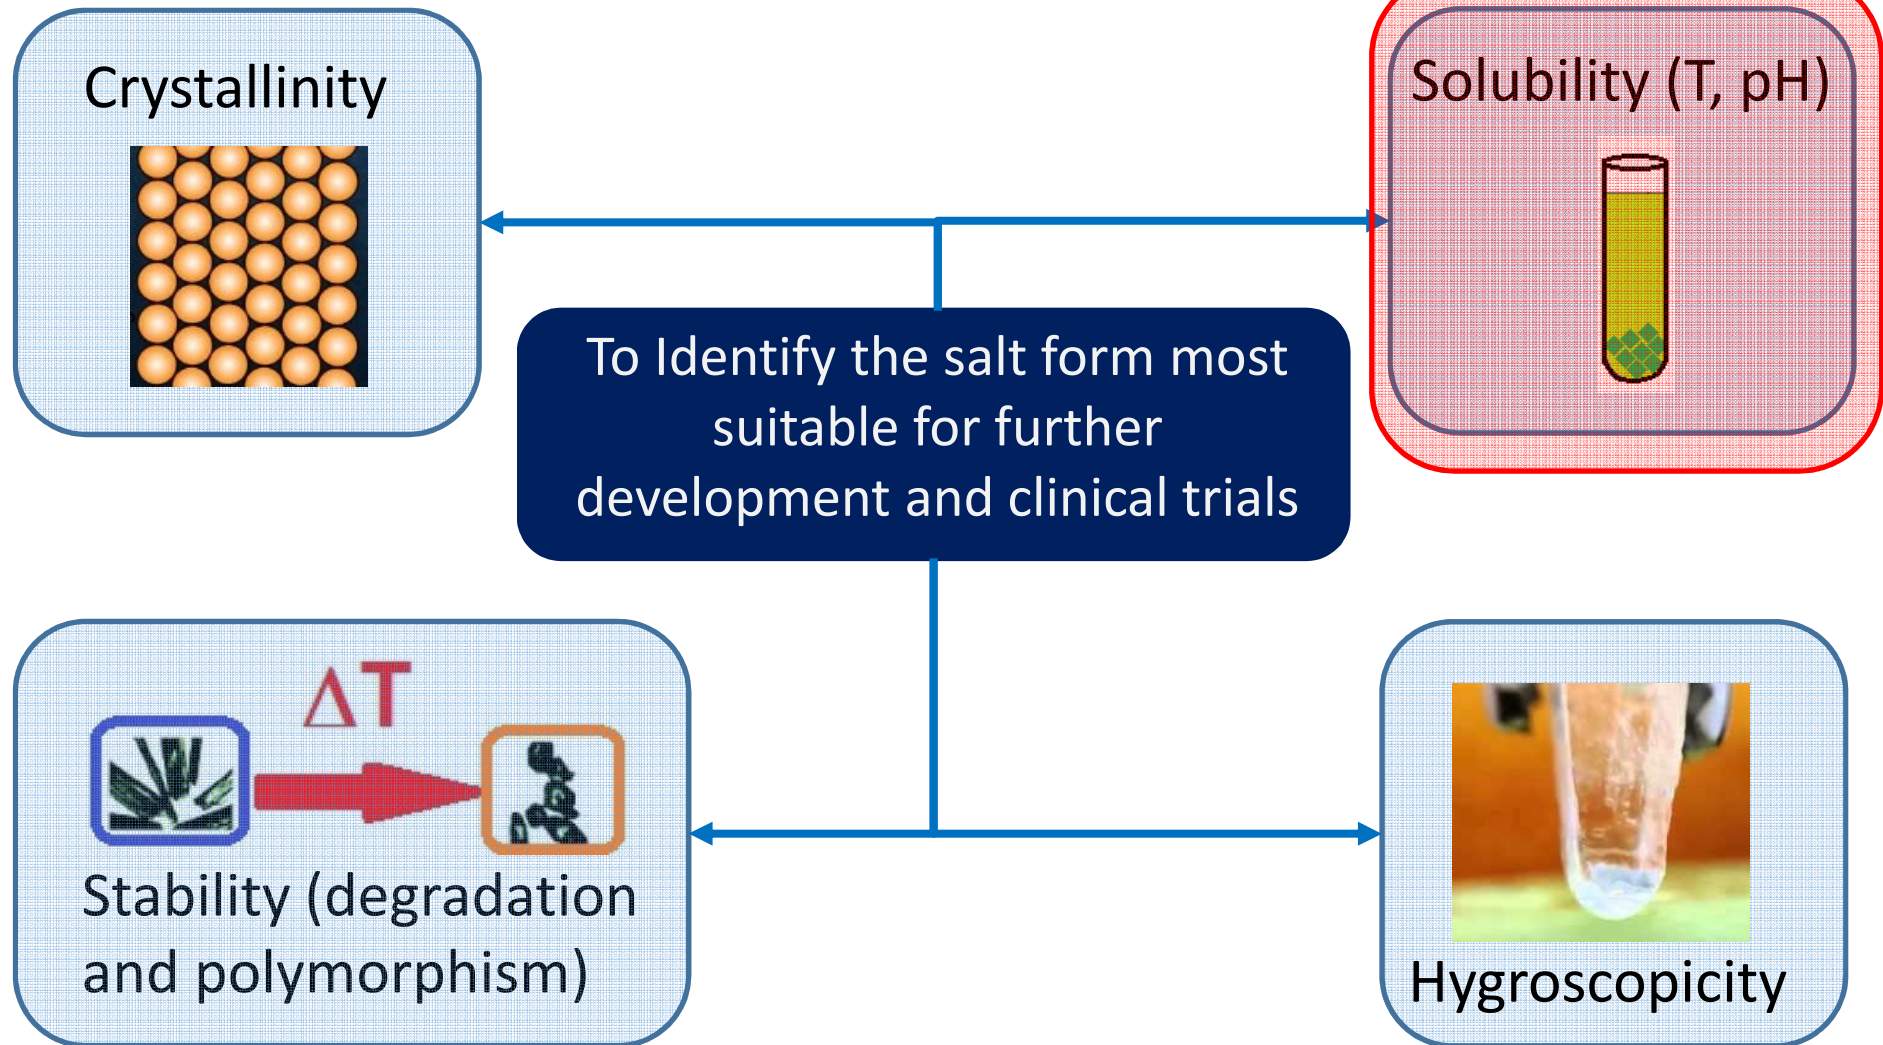 Crystallinity
Solubility (T, pH)
To Identify the salt form most
suitable for further
development and clinical trials
ΔT
Stability (degradation
and polymorphism)
Hygroscopicity